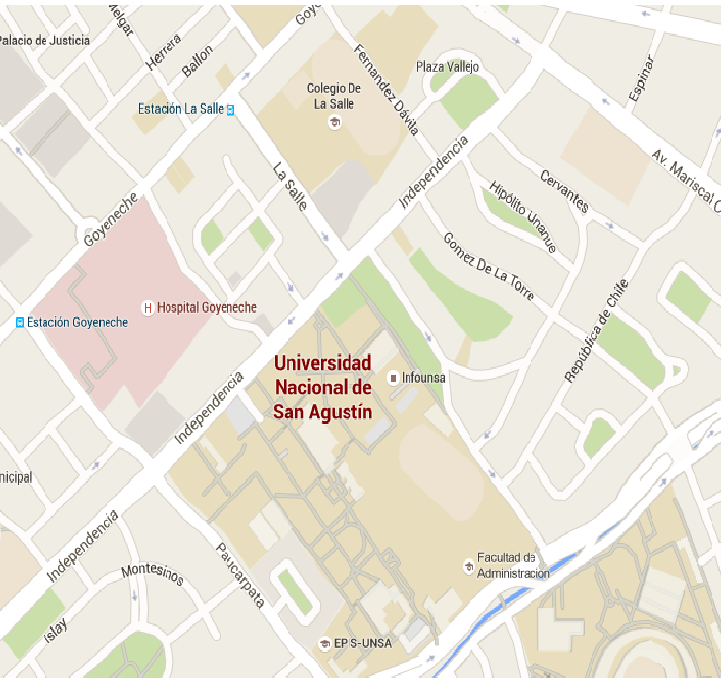 Palacio de Justicia
Melgar
Herrera
Ballon
Goye
Fernandez Dávila
Plaza Vallejo
Espinar
Estación La Salle
Colegio De
La Salle
La Salle
Independencia
Av. Mariscal C
Cervantes
Hipólito Unanue
Goyeneche
Gomez De La Torre
República de Chile
H Hospital Goyeneche
Estación Goyeneche
Universidad
Nacional de
San Agustín
Infounsa
Independencia
nicipal
Independencia
Montesinos
Paucarpata
Facultad de
Administracion
Islay
EPIS-UNSA